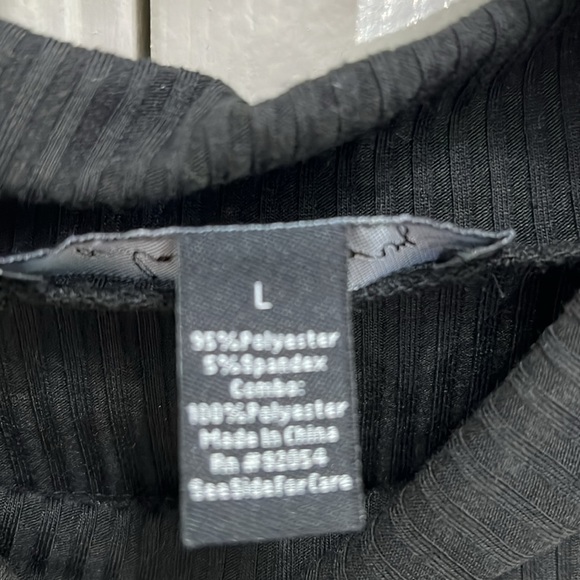 L
95%Polyester
5%Spandex
Combo:
100%Polyester
Made In China
Rn #92054
See Side For Care